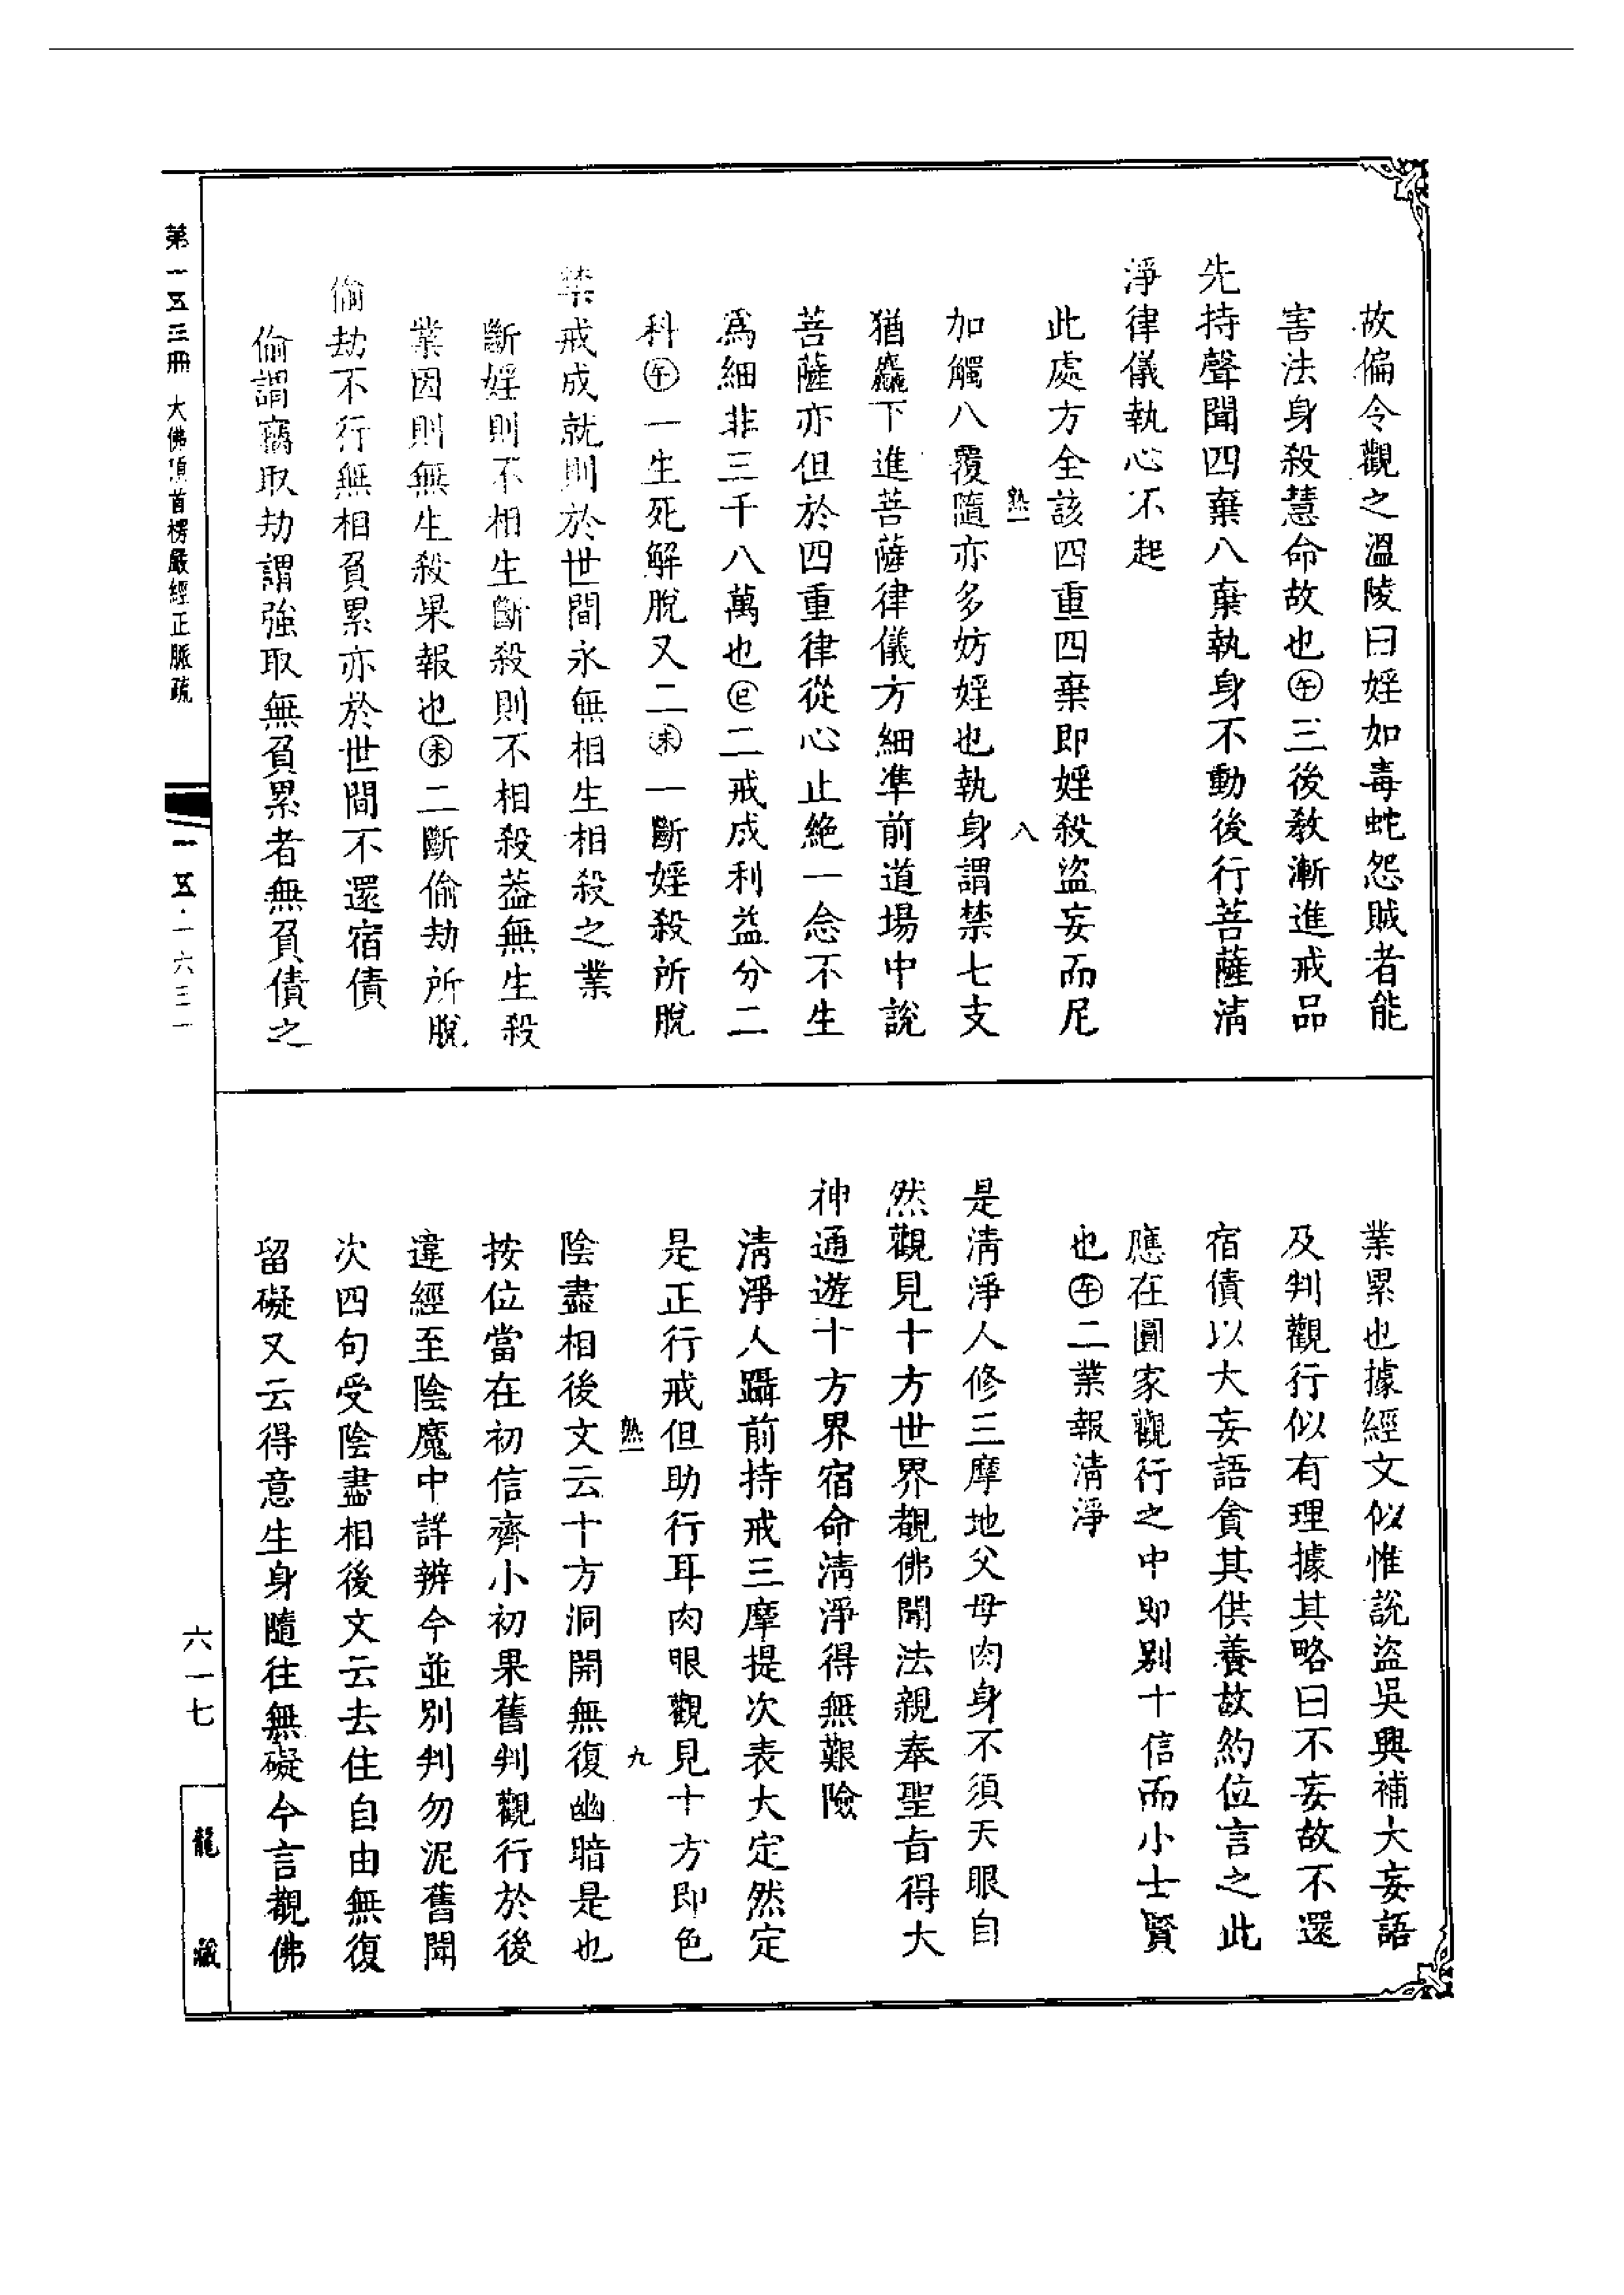 故偏令觀之溫陵曰婬如毒蛇怨賊者能
害法身殺慧命故也㊌三後教漸進戒品
先持聲聞四棄八棄執身不動後行菩薩清
淨律儀執心不起
此處方全該四重四棄即婬殺盜妄而尼
熟一
八
加觸八覆隨亦多妨婬也執身謂禁七支
猶麤下進菩薩律儀方細準前道場中說
菩薩亦但於四重律從心止絕一念不生
為細非三千八萬也㊁二戒成利益分二
科㊌一生死解脫又二㊍一斷婬殺所脫
禁戒成就則於世間永無相生相殺之業
斷婬則不相生斷殺則不相殺葢無生殺
業因則無生殺果報也㊍二斷偷劫所脫
偷劫不行無相負累亦於世間不還宿債
偷謂竊取劫謂強取無負累者無負債之
業累也據經文似惟說盜吳興補大妄語
及判觀行似有理據其略曰不妄故不還
宿債以大妄語貪其供養故約位言之此
應在圓家觀行之中即別十信而小士賢
也㊌二業報清淨
是清淨人修三摩地父母肉身不須天眼自
然觀見十方世界覩佛聞法親奉聖旨得大
神通遊十方界宿命清淨得無艱險
清淨人躡前持戒三摩提次表大定然定
是正行戒但助行耳肉眼觀見十方即色
熟一
九
陰盡相後文云十方洞開無復幽暗是也
按位當在初信齊小初果舊判觀行於後
違經至陰魔中詳辨今並別判勿泥舊聞
次四句受陰盡相後文云去住自由無復
留礙又云得意生身隨往無礙今言覩佛
第一五三冊 大佛頂首楞嚴經正脈疏
一五·一六三一
六一七
龍藏